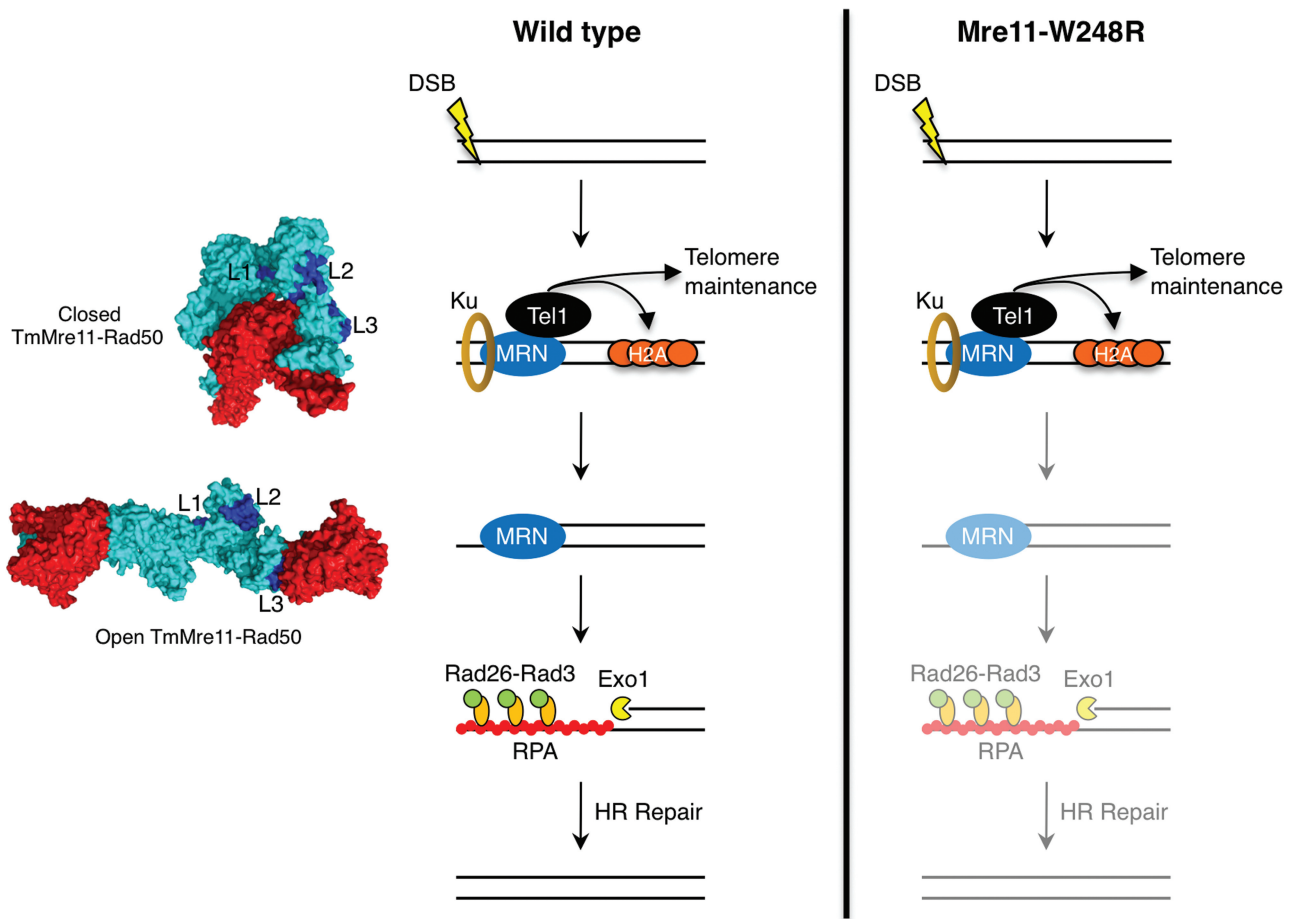 Wild type
Mre11-W248R
DSB
DSB
Telomere
maintenance
Telomere
maintenance
L1
L2
L3
Closed
TmMre11-Rad50
Ku
Tel1
MRN
H2A
Ku
Tel1
MRN
H2A
L1
L2
L3
Open TmMre11-Rad50
MRN
MRN
Rad26-Rad3
Exo1
RPA
Rad26-Rad3
Exo1
RPA
HR Repair
HR Repair